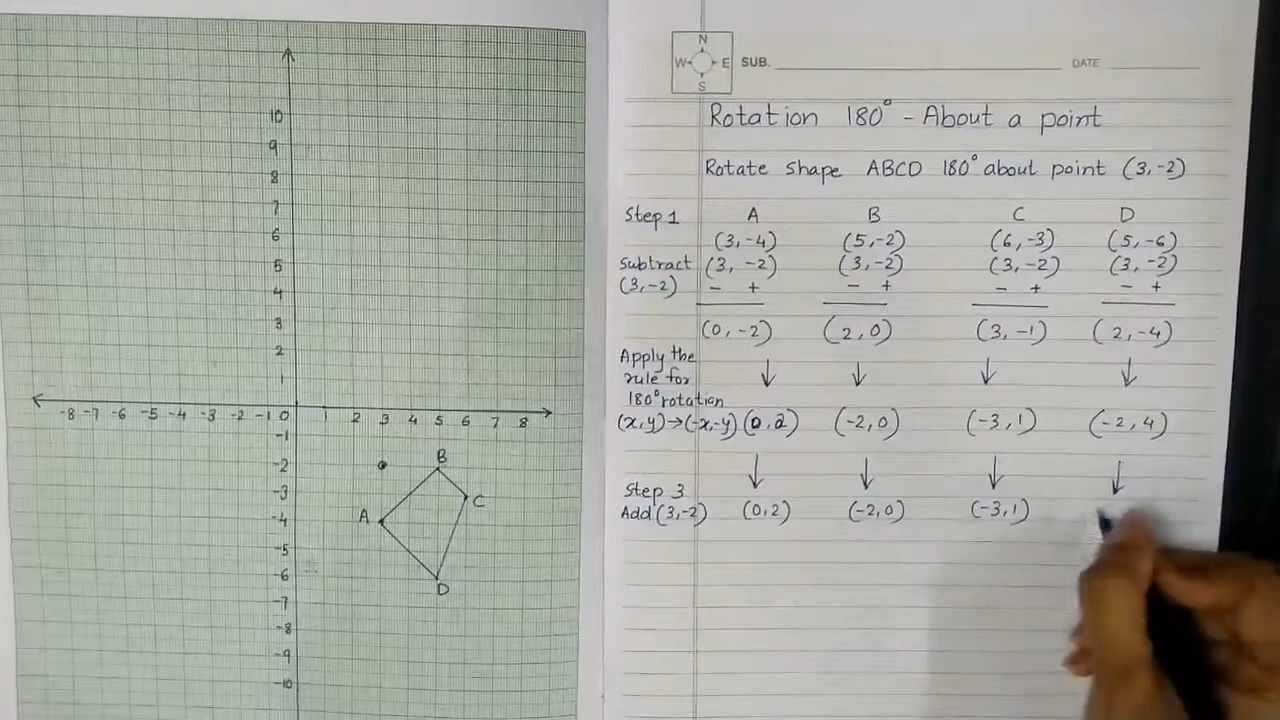 10
9
8
7
6
5
4
3
2
1
-8 -7 -6 -5 -4 -3 -2 -1 0 1 2 3 4 5 6 7 8
-1
-2
-3
-4
-5
-6
-7
-8
-9
-10
B
C
A
D
N
W E SUB. DATE
S
Rotation 180° - About a point
Rotate shape ABCD 180° about point (3,-2)
Step 1 A B C D
(3,-4) (5,-2) (6,-3) (5,-6)
Subtract (3, -2) (3,-2) (3,-2) (3,-2)
(3,-2) - + - + - + - +
(0,-2) (2,0) (3,-1) (2,-4)
Apply the
rule for ↓ ↓ ↓ ↓
180° rotation
(x,y)→(-x,-y) (0,2) (-2,0) (-3,1) (-2,4)
↓ ↓ ↓ ↓
Step 3
Add (3,-2) (0,2) (-2,0) (-3,1)